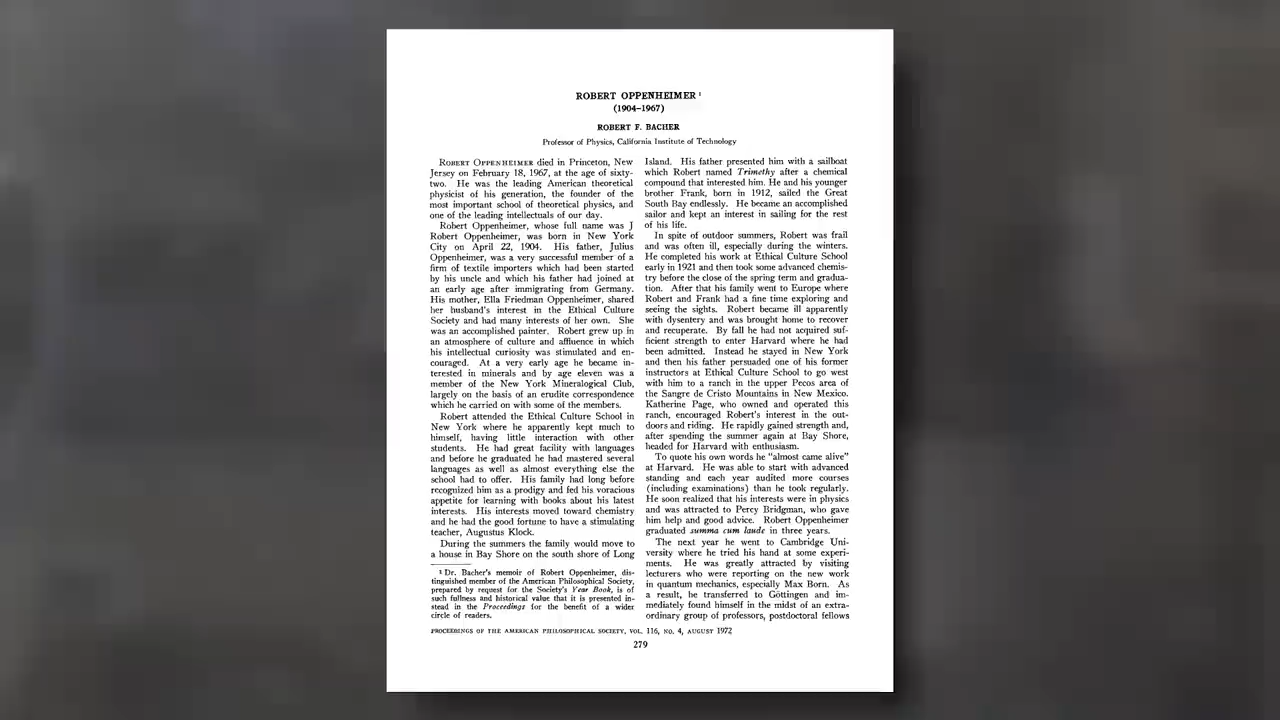 ROBERT OPPENHEIMER ¹
(1904–1967)
ROBERT F. BACHER
Professor of Physics, California Institute of Technology
ROBERT OPPENHEIMER died in Princeton, New
Jersey on February 18, 1967, at the age of sixty-
two. He was the leading American theoretical
physicist of his generation, the founder of the
most important school of theoretical physics, and
one of the leading intellectuals of our day.
Robert Oppenheimer, whose full name was J
Robert Oppenheimer, was born in New York
City on April 22, 1904. His father, Julius
Oppenheimer, was a very successful member of a
firm of textile importers which had been started
by his uncle and which his father had joined at
an early age after immigrating from Germany.
His mother, Ella Friedman Oppenheimer, shared
her husband's interest in the Ethical Culture
Society and had many interests of her own. She
was an accomplished painter. Robert grew up in
an atmosphere of culture and affluence in which
his intellectual curiosity was stimulated and en-
couraged. At a very early age he became in-
terested in minerals and by age eleven was a
member of the New York Mineralogical Club,
largely on the basis of an erudite correspondence
which he carried on with some of the members.
Robert attended the Ethical Culture School in
New York where he apparently kept much to
himself, having little interaction with other
students. He had great facility with languages
and before he graduated he had mastered several
languages as well as almost everything else the
school had to offer. His family had long before
recognized him as a prodigy and fed his voracious
appetite for learning with books about his latest
interests. His interests moved toward chemistry
and he had the good fortune to have a stimulating
teacher, Augustus Klock.
During the summers the family would move to
a house in Bay Shore on the south shore of Long
¹ Dr. Bacher's memoir of Robert Oppenheimer, dis-
tinguished member of the American Philosophical Society,
prepared by request for the Society's Year Book, is of
such fullness and historical value that it is presented in-
stead in the Proceedings for the benefit of a wider
circle of readers.
Island. His father presented him with a sailboat
which Robert named Trimethy after a chemical
compound that interested him. He and his younger
brother Frank, born in 1912, sailed the Great
South Bay endlessly. He became an accomplished
sailor and kept an interest in sailing for the rest
of his life.
In spite of outdoor summers, Robert was frail
and was often ill, especially during the winters.
He completed his work at Ethical Culture School
early in 1921 and then took some advanced chemis-
try before the close of the spring term and gradua-
tion. After that his family went to Europe where
Robert and Frank had a fine time exploring and
seeing the sights. Robert became ill apparently
with dysentery and was brought home to recover
and recuperate. By fall he had not acquired suf-
ficient strength to enter Harvard where he had
been admitted. Instead he stayed in New York
and then his father persuaded one of his former
instructors at Ethical Culture School to go west
with him to a ranch in the upper Pecos area of
the Sangre de Cristo Mountains in New Mexico.
Katherine Page, who owned and operated this
ranch, encouraged Robert's interest in the out-
doors and riding. He rapidly gained strength and,
after spending the summer again at Bay Shore,
headed for Harvard with enthusiasm.
To quote his own words he "almost came alive"
at Harvard. He was able to start with advanced
standing and each year audited more courses
(including examinations) than he took regularly.
He soon realized that his interests were in physics
and was attracted to Percy Bridgman, who gave
him help and good advice. Robert Oppenheimer
graduated summa cum laude in three years.
The next year he went to Cambridge Uni-
versity where he tried his hand at some experi-
ments. He was greatly attracted by visiting
lecturers who were reporting on the new work
in quantum mechanics, especially Max Born. As
a result, he transferred to Göttingen and im-
mediately found himself in the midst of an extra-
ordinary group of professors, postdoctoral fellows
PROCEEDINGS OF THE AMERICAN PHILOSOPHICAL SOCIETY, VOL. 116, NO. 4, AUGUST 1972
279